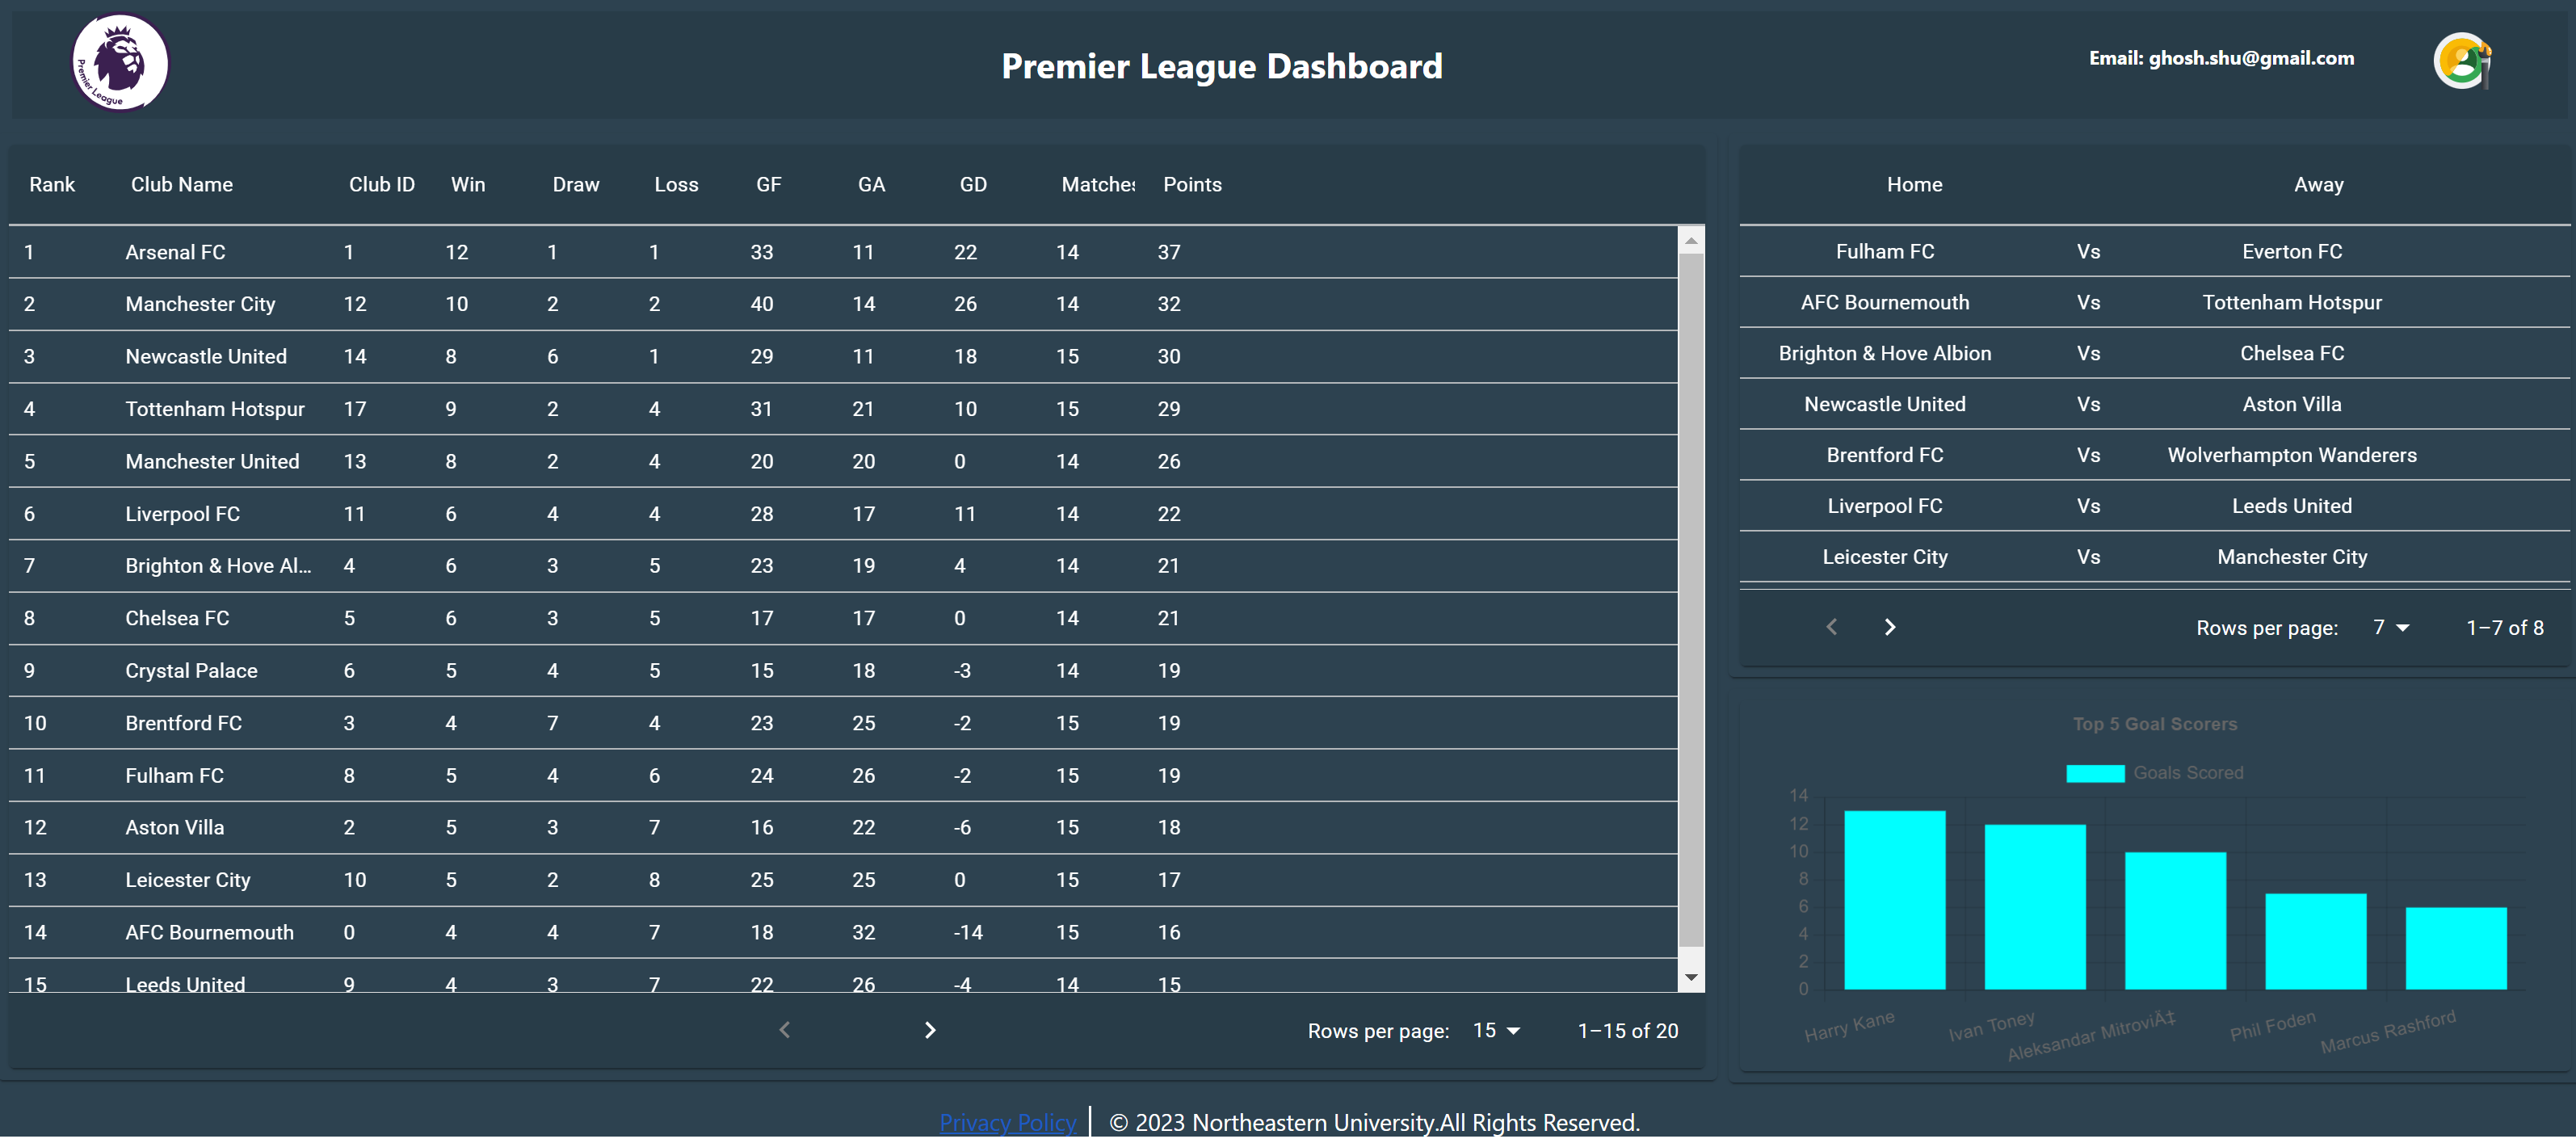 Premier League
Premier League Dashboard
Email: ghosh.shu@gmail.com
Rank Club Name Club ID Win Draw Loss GF GA GD Matches Points
1 Arsenal FC 1 12 1 1 33 11 22 14 37
2 Manchester City 12 10 2 2 40 14 26 14 32
3 Newcastle United 14 8 6 1 29 11 18 15 30
4 Tottenham Hotspur 17 9 2 4 31 21 10 15 29
5 Manchester United 13 8 2 4 20 20 0 14 26
6 Liverpool FC 11 6 4 4 28 17 11 14 22
7 Brighton & Hove Al... 4 6 3 5 23 19 4 14 21
8 Chelsea FC 5 6 3 5 17 17 0 14 21
9 Crystal Palace 6 5 4 5 15 18 -3 14 19
10 Brentford FC 3 4 7 4 23 25 -2 15 19
11 Fulham FC 8 5 4 6 24 26 -2 15 19
12 Aston Villa 2 5 3 7 16 22 -6 15 18
13 Leicester City 10 5 2 8 25 25 0 15 17
14 AFC Bournemouth 0 4 4 7 18 32 -14 15 16
15 Leeds United 9 4 3 7 22 26 -4 14 15
Rows per page: 15 1–15 of 20
Home Away
Fulham FC Vs Everton FC
AFC Bournemouth Vs Tottenham Hotspur
Brighton & Hove Albion Vs Chelsea FC
Newcastle United Vs Aston Villa
Brentford FC Vs Wolverhampton Wanderers
Liverpool FC Vs Leeds United
Leicester City Vs Manchester City
Rows per page: 7 1–7 of 8
Top 5 Goal Scorers
Goals Scored
14
12
10
8
6
4
2
0
Harry Kane Ivan Toney Aleksandar MitroviÄ‡ Phil Foden Marcus Rashford
Privacy Policy | © 2023 Northeastern University.All Rights Reserved.